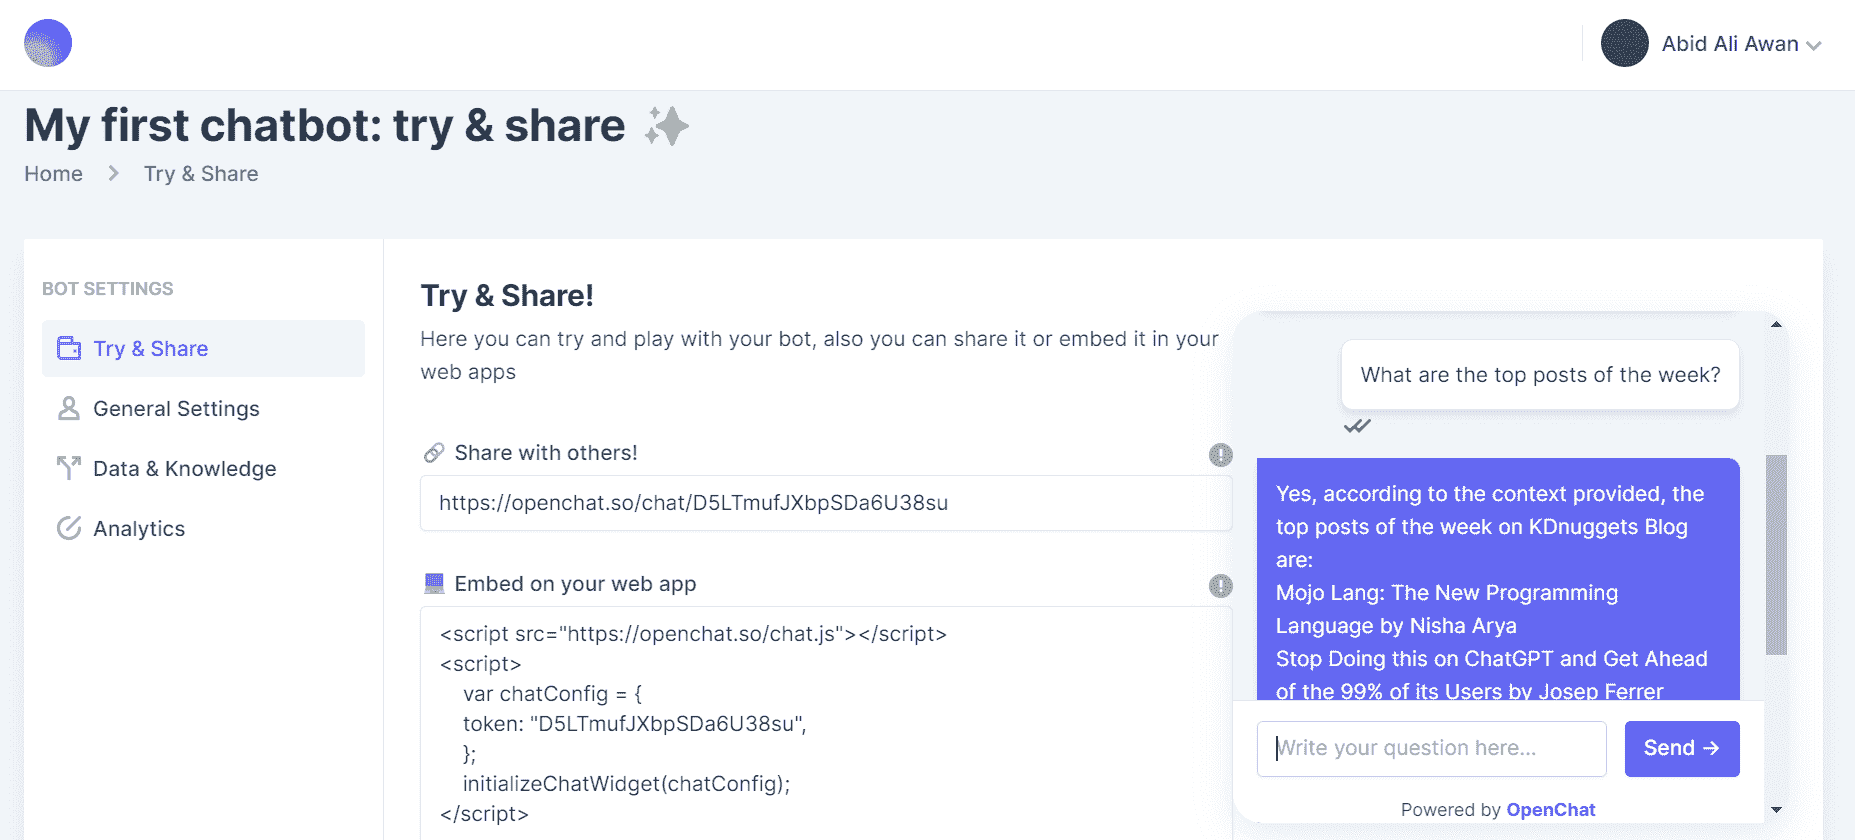 Abid Ali Awan
My first chatbot: try & share
Home
Try & Share
BOT SETTINGS
Try & Share
General Settings
Data & Knowledge
Analytics
Try & Share!
Here you can try and play with your bot, also you can share it or embed it in your
web apps
Share with others!
https://openchat.so/chat/D5LTmufJXbpSDa6U38su
Embed on your web app
<script src="https://openchat.so/chat.js"></script>
<script>
var chatConfig = {
token: "D5LTmufJXbpSDa6U38su",
};
initializeChatWidget(chatConfig);
</script>
What are the top posts of the week?
Yes, according to the context provided, the
top posts of the week on KDnuggets Blog
are:
Mojo Lang: The New Programming
Language by Nisha Arya
Stop Doing this on ChatGPT and Get Ahead
of the 99% of its Users by Josep Ferrer
Write your question here...
Send →
Powered by OpenChat